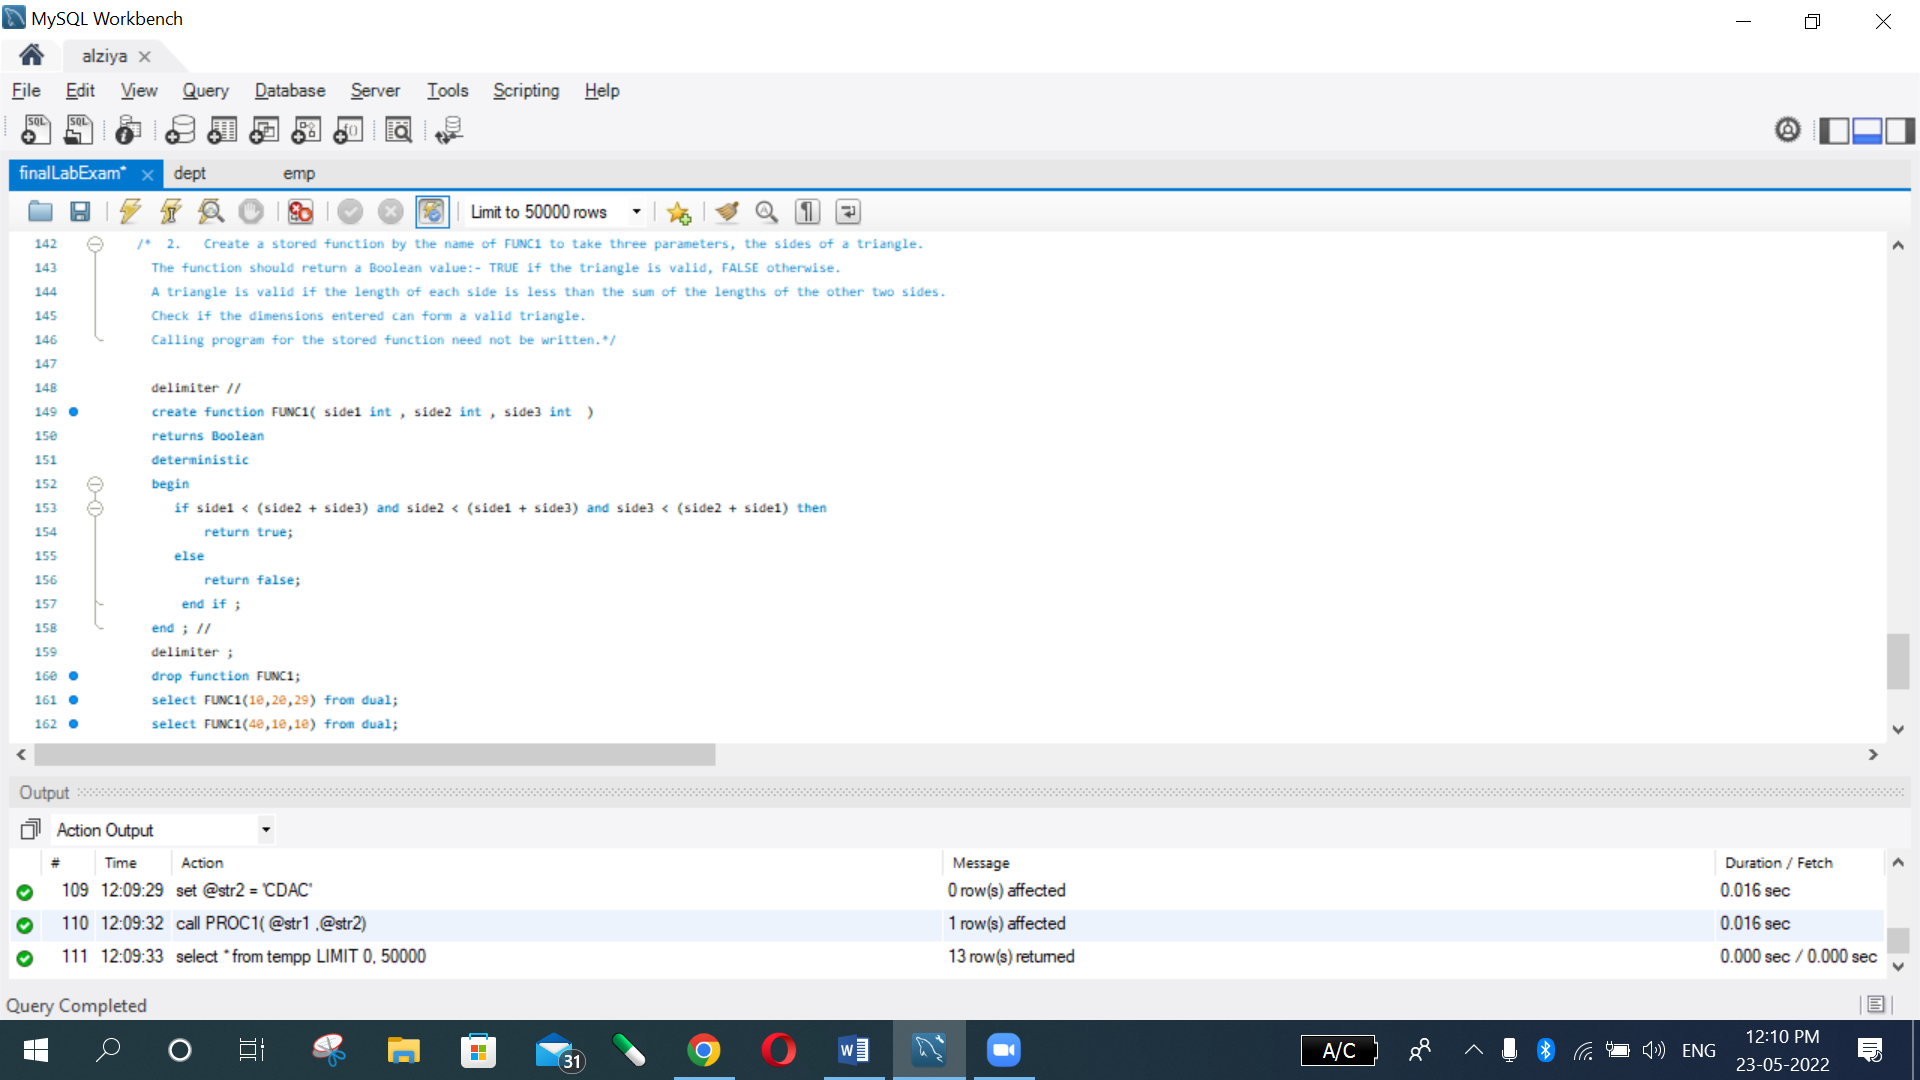 MySQL Workbench
alziya
File Edit View Query Database Server Tools Scripting Help
finalLabExam* dept emp
Limit to 50000 rows
142 /* 2. Create a stored function by the name of FUNC1 to take three parameters, the sides of a triangle.
143 The function should return a Boolean value:- TRUE if the triangle is valid, FALSE otherwise.
144 A triangle is valid if the length of each side is less than the sum of the lengths of the other two sides.
145 Check if the dimensions entered can form a valid triangle.
146 Calling program for the stored function need not be written.*/
147
148 delimiter //
149 create function FUNC1( side1 int , side2 int , side3 int )
150 returns Boolean
151 deterministic
152 begin
153 if side1 < (side2 + side3) and side2 < (side1 + side3) and side3 < (side2 + side1) then
154 return true;
155 else
156 return false;
157 end if ;
158 end ; //
159 delimiter ;
160 drop function FUNC1;
161 select FUNC1(10,20,29) from dual;
162 select FUNC1(40,10,10) from dual;
Output
Action Output
# Time Action Message Duration / Fetch
109 12:09:29 set @str2 = 'CDAC' 0 row(s) affected 0.016 sec
110 12:09:32 call PROC1( @str1 ,@str2) 1 row(s) affected 0.016 sec
111 12:09:33 select * from tempp LIMIT 0, 50000 13 row(s) returned 0.000 sec / 0.000 sec
Query Completed
31
A/C
ENG
12:10 PM
23-05-2022